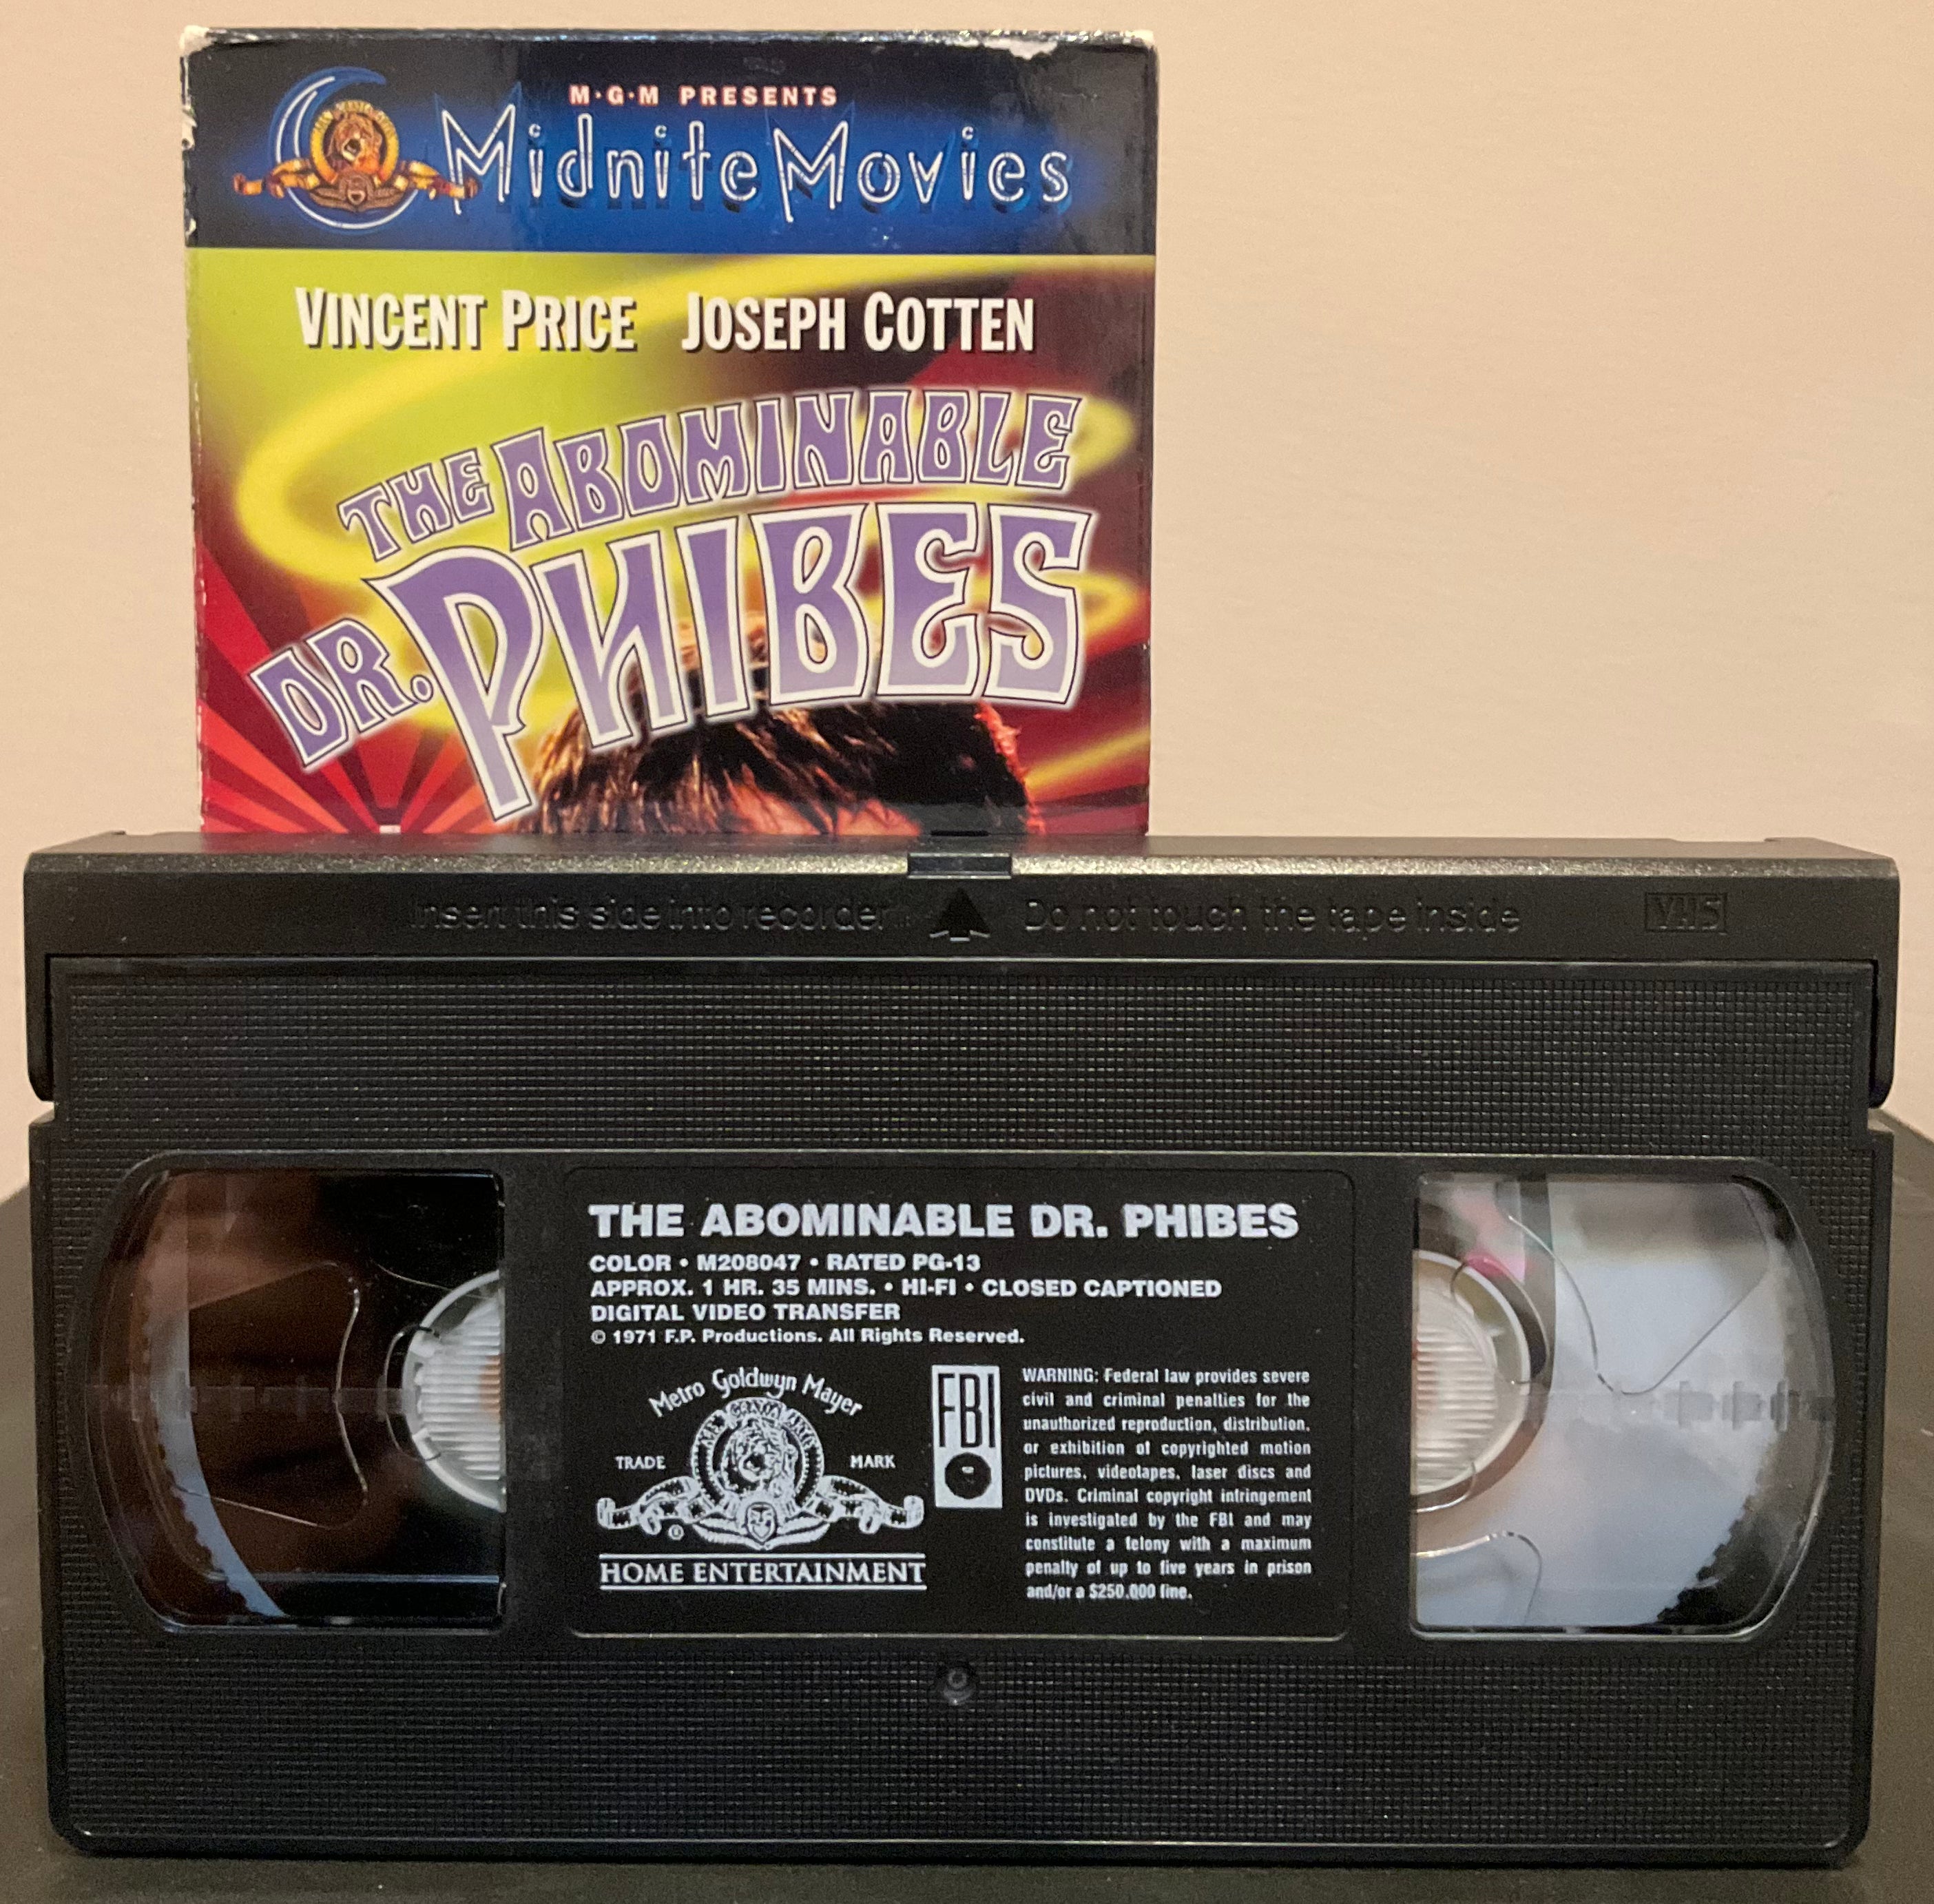 M·G·M PRESENTS
Midnite Movies
VINCENT PRICE JOSEPH COTTEN
THE ABOMINABLE
DR. PHIBES
Insert this side into recorder Do not touch the tape inside VHS
THE ABOMINABLE DR. PHIBES
COLOR • M208047 • RATED PG-13
APPROX. 1 HR. 35 MINS. • HI-FI • CLOSED CAPTIONED
DIGITAL VIDEO TRANSFER
© 1971 F.P. Productions. All Rights Reserved.
Metro Goldwyn Mayer
TRADE MARK
®
HOME ENTERTAINMENT
FBI
WARNING: Federal law provides severe
civil and criminal penalties for the
unauthorized reproduction, distribution,
or exhibition of copyrighted motion
pictures, videotapes, laser discs and
DVDs. Criminal copyright infringement
is investigated by the FBI and may
constitute a felony with a maximum
penalty of up to five years in prison
and/or a $250,000 fine.